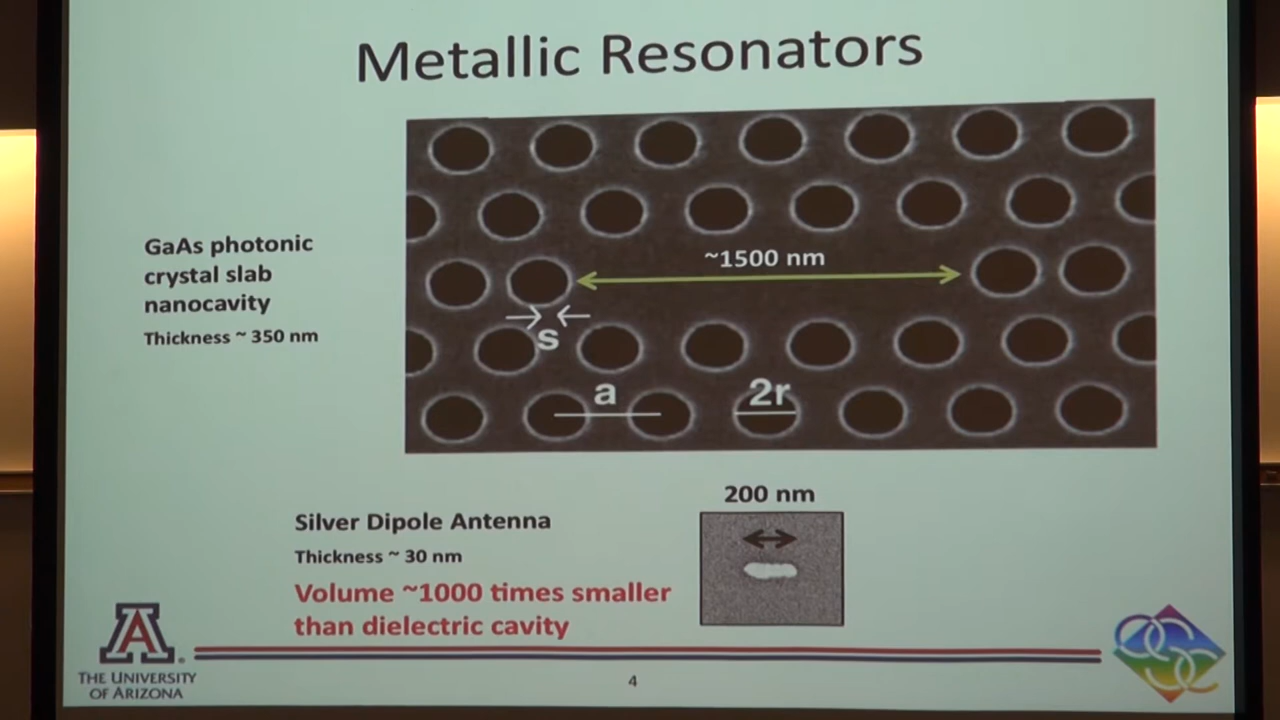 Metallic Resonators
GaAs photonic
crystal slab
nanocavity
Thickness ~ 350 nm
~1500 nm
s
a
2r
200 nm
Silver Dipole Antenna
Thickness ~ 30 nm
Volume ~1000 times smaller
than dielectric cavity
A
THE UNIVERSITY
OF ARIZONA
4
OSC